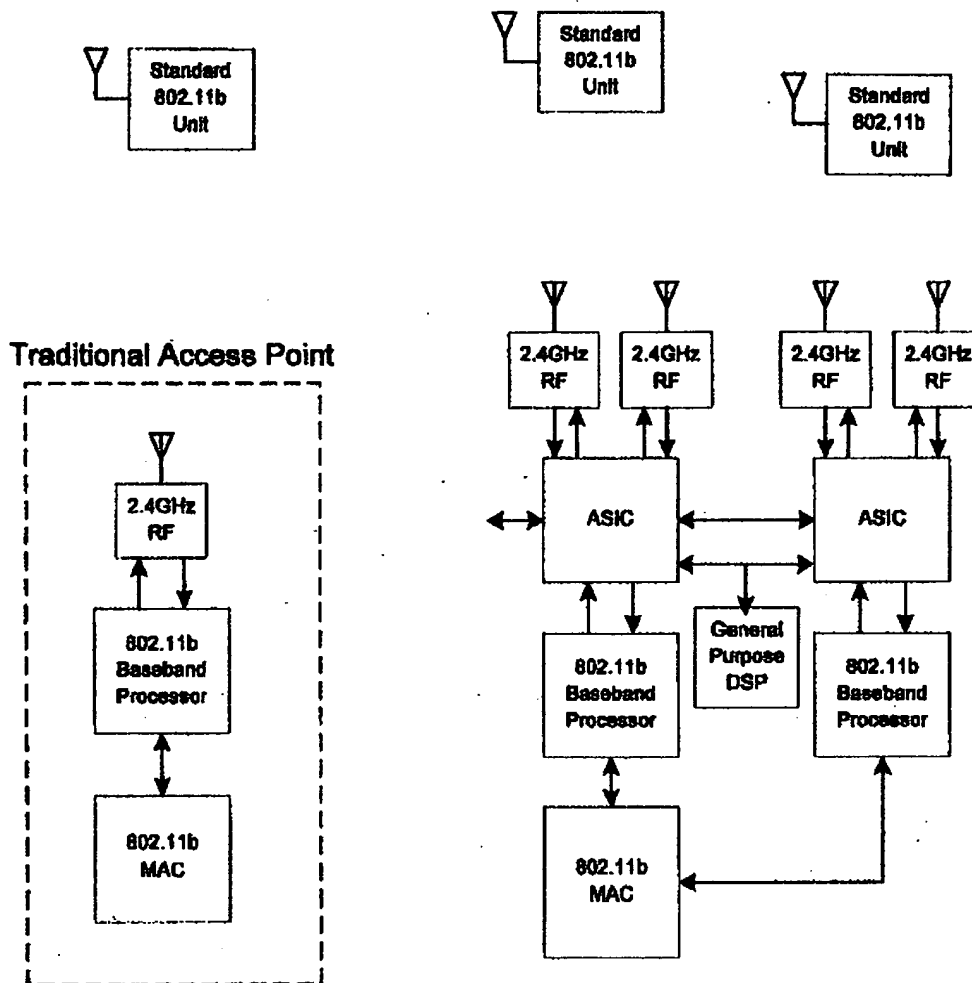 Standard
802.11b
Unit
Standard
802.11b
Unit
Standard
802.11b
Unit
Traditional Access Point
2.4GHz
RF
802.11b
Baseband
Processor
802.11b
MAC
2.4GHz
RF
2.4GHz
RF
2.4GHz
RF
2.4GHz
RF
ASIC
ASIC
General
Purpose
DSP
802.11b
Baseband
Processor
802.11b
Baseband
Processor
802.11b
MAC